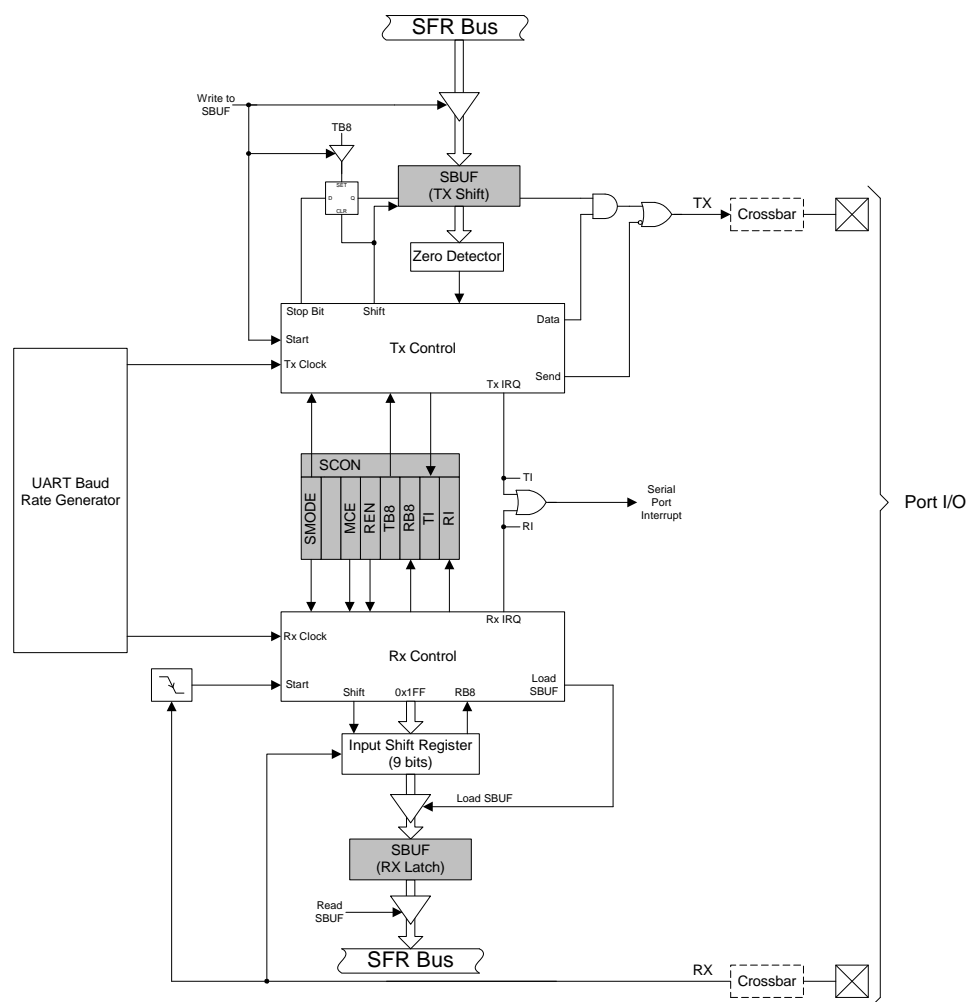 SFR Bus
Write to
SBUF
TB8
SET
D
Q
CLR
SBUF
(TX Shift)
TX
Crossbar
Zero Detector
Stop Bit
Shift
Data
Start
Tx Control
Tx Clock
Send
Tx IRQ
UART Baud
Rate Generator
SCON
SMODE
MCE
REN
TB8
RB8
TI
RI
TI
Serial
Port
Interrupt
RI
Port I/O
Rx IRQ
Rx Clock
Rx Control
Start
Load
SBUF
Shift
0x1FF
RB8
Input Shift Register
(9 bits)
Load SBUF
SBUF
(RX Latch)
Read
SBUF
SFR Bus
RX
Crossbar